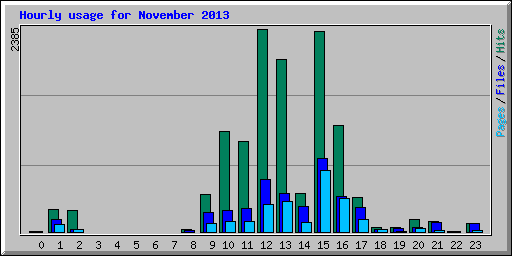 Hourly usage for November 2013
2385
Pages / Files / Hits
0 1 2 3 4 5 6 7 8 9 10 11 12 13 14 15 16 17 18 19 20 21 22 23